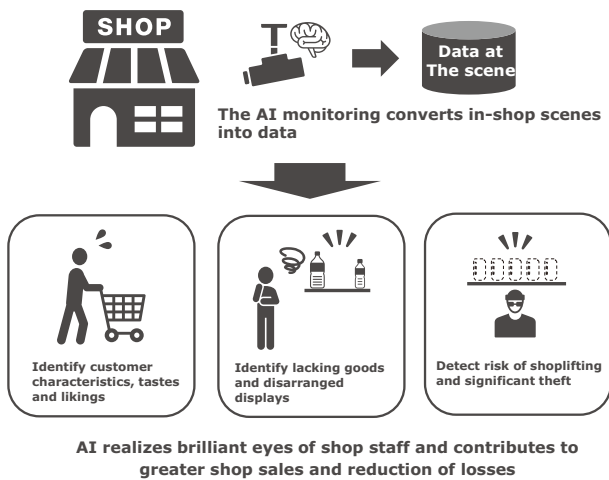 SHOP
Data at
The scene
The AI monitoring converts in-shop scenes
into data
Identify customer
characteristics, tastes
and likings
Identify lacking goods
and disarranged
displays
Detect risk of shoplifting
and significant theft
AI realizes brilliant eyes of shop staff and contributes to
greater shop sales and reduction of losses